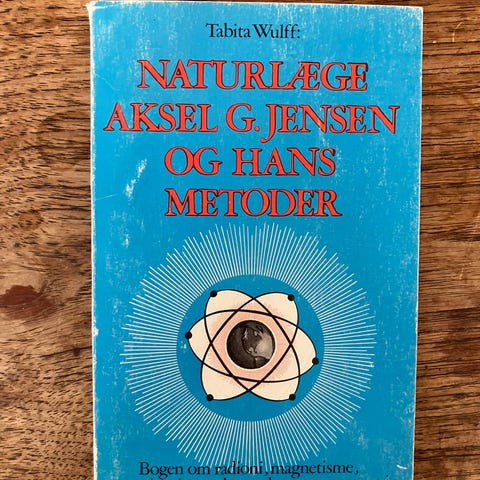 Tabita Wulff:
NATURLÆGE
AKSEL G. JENSEN
OG HANS
METODER
Bogen om radioni, magnetisme,